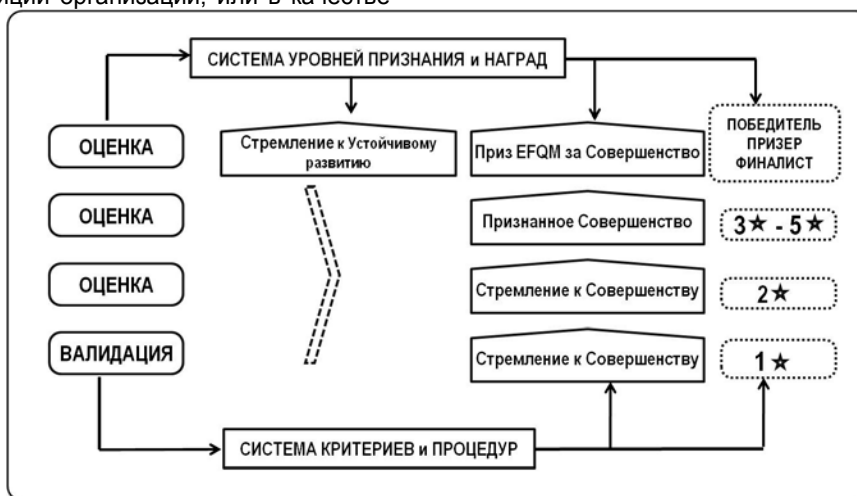 организации, или в качестве
СИСТЕМА УРОВНЕЙ ПРИЗНАНИЯ и НАГРАД
ОЦЕНКА
Стремление к Устойчивому
развитию
Приз EFQM за Совершенство
ПОБЕДИТЕЛЬ
ПРИЗЕР
ФИНАЛИСТ
ОЦЕНКА
Признанное Совершенство
3★ - 5★
ОЦЕНКА
Стремление к Совершенству
2★
ВАЛИДАЦИЯ
Стремление к Совершенству
1★
СИСТЕМА КРИТЕРИЕВ и ПРОЦЕДУР